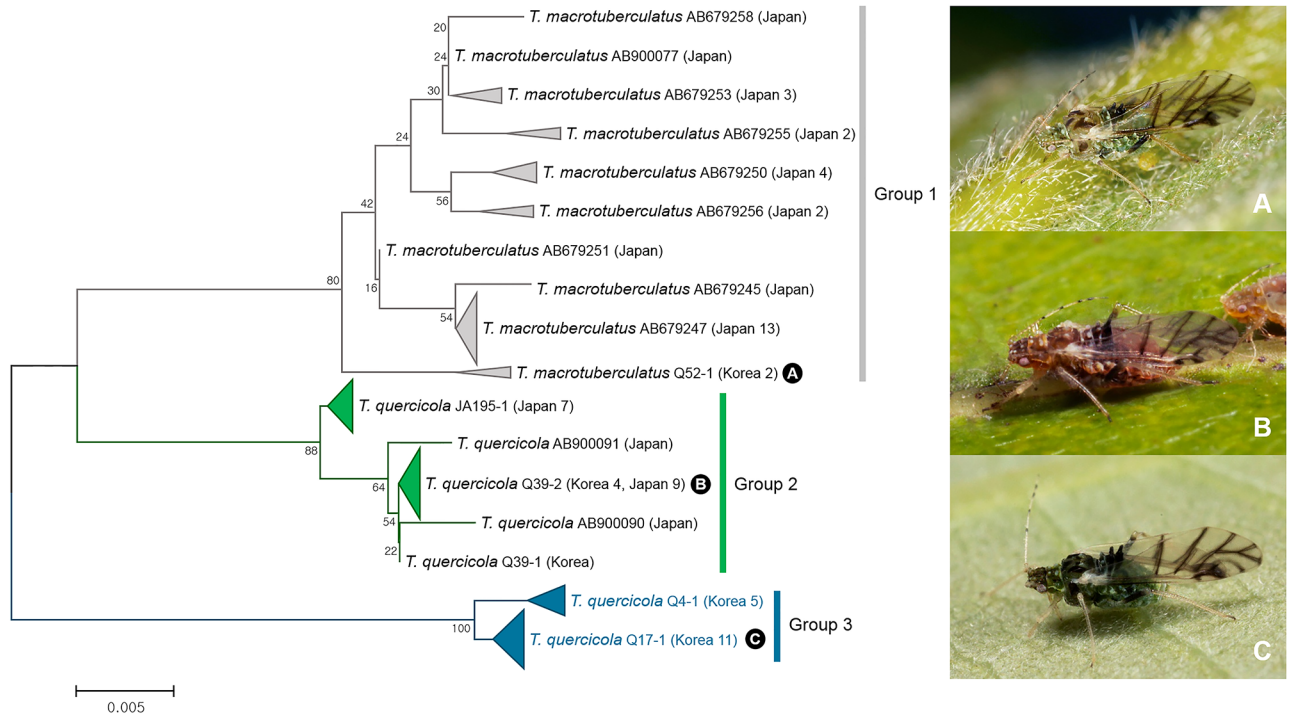 T. macrotuberculatus AB679258 (Japan)
20
T. macrotuberculatus AB900077 (Japan)
24
30
T. macrotuberculatus AB679253 (Japan 3)
T. macrotuberculatus AB679255 (Japan 2)
24
T. macrotuberculatus AB679250 (Japan 4)
56
T. macrotuberculatus AB679256 (Japan 2)
Group 1
42
T. macrotuberculatus AB679251 (Japan)
80
16
T. macrotuberculatus AB679245 (Japan)
54
T. macrotuberculatus AB679247 (Japan 13)
T. macrotuberculatus Q52-1 (Korea 2) A
T. quercicola JA195-1 (Japan 7)
88
T. quercicola AB900091 (Japan)
64
T. quercicola Q39-2 (Korea 4, Japan 9) B
Group 2
54
T. quercicola AB900090 (Japan)
22
T. quercicola Q39-1 (Korea)
T. quercicola Q4-1 (Korea 5)
100
Group 3
T. quercicola Q17-1 (Korea 11) C
0.005
A
B
C